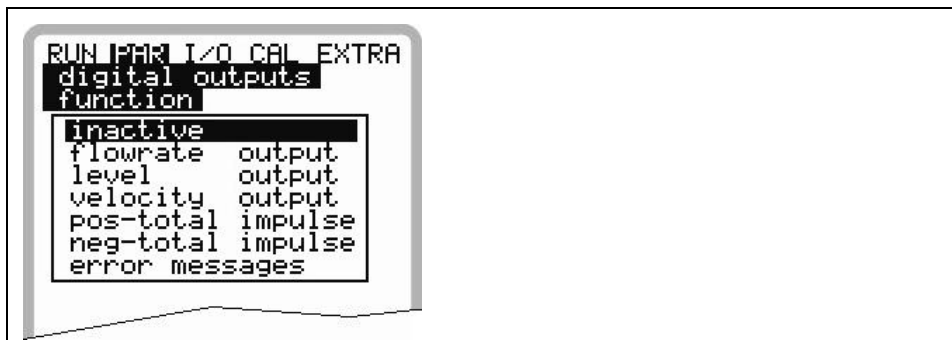 RUN PAR I/O CAL EXTRA
digital outputs
function
inactive
flowrate output
level output
velocity output
pos-total impulse
neg-total impulse
error messages